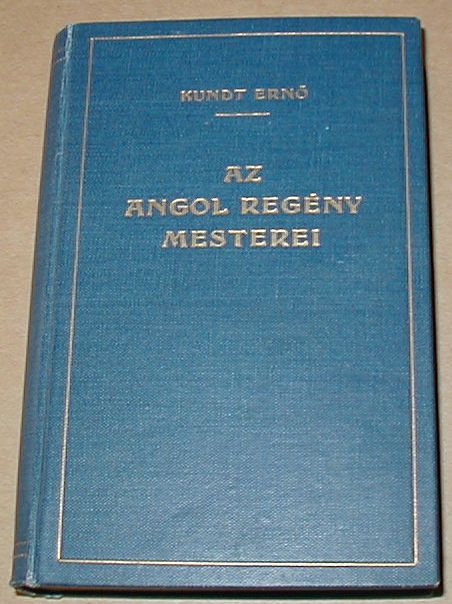 KUNDT ERNŐ
AZ
ANGOL REGÉNY
MESTEREI